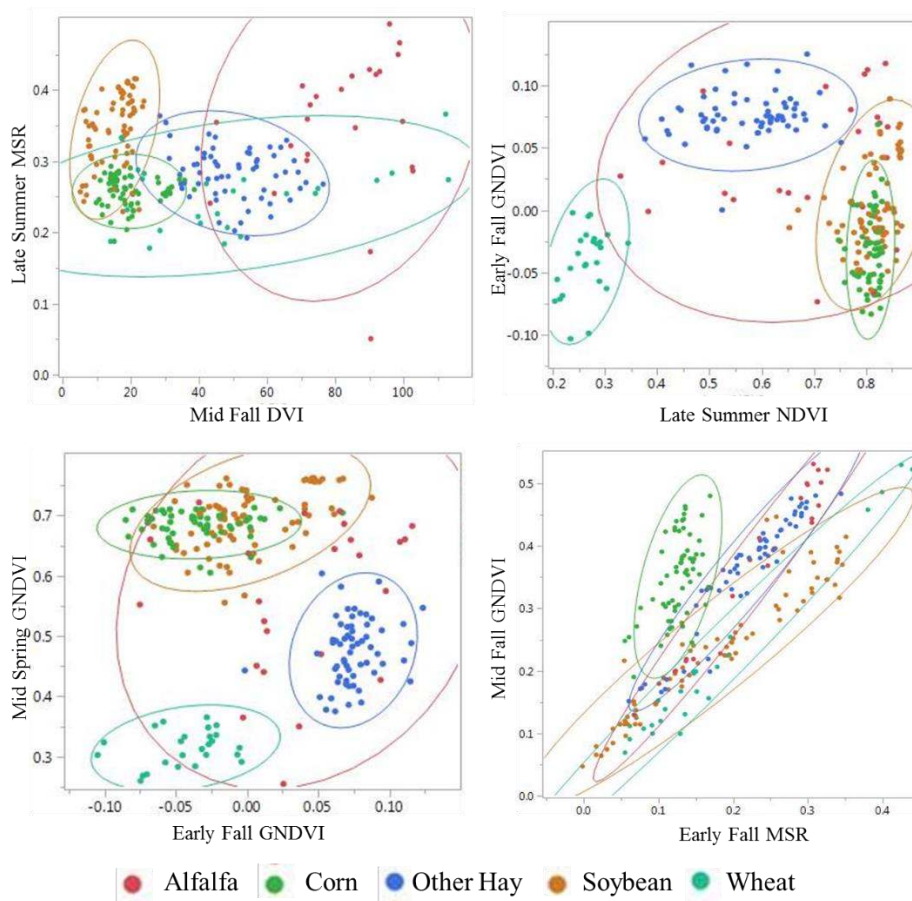 0.4
0.3
0.2
0.1
0.0
Late Summer MSR
0 20 40 60 80 100
Mid Fall DVI
0.10
0.05
0.00
-0.05
-0.10
Early Fall GNDVI
0.2 0.3 0.4 0.5 0.6 0.7 0.8
Late Summer NDVI
0.7
0.6
0.5
0.4
0.3
Mid Spring GNDVI
-0.10 -0.05 0.00 0.05 0.10
Early Fall GNDVI
0.5
0.4
0.3
0.2
0.1
0.0
Mid Fall GNDVI
0.0 0.1 0.2 0.3 0.4
Early Fall MSR
Alfalfa Corn Other Hay Soybean Wheat